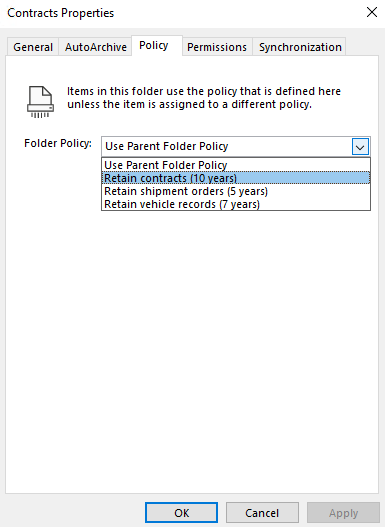 Contracts Properties
General AutoArchive Policy Permissions Synchronization
Items in this folder use the policy that is defined here
unless the item is assigned to a different policy.
Folder Policy: Use Parent Folder Policy
Use Parent Folder Policy
Retain contracts (10 years)
Retain shipment orders (5 years)
Retain vehicle records (7 years)
OK Cancel Apply